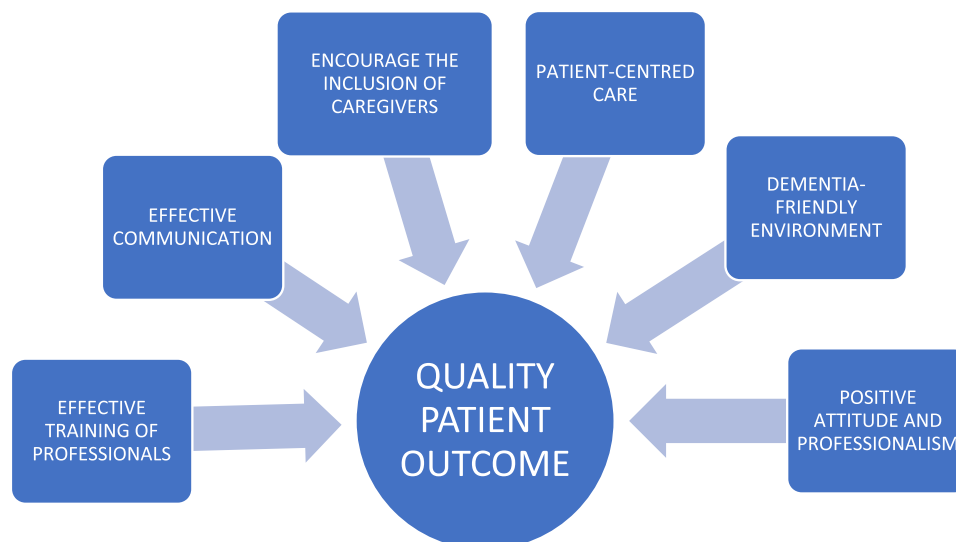 ENCOURAGE THE
INCLUSION OF
CAREGIVERS
PATIENT-CENTRED
CARE
EFFECTIVE
COMMUNICATION
DEMENTIA-
FRIENDLY
ENVIRONMENT
EFFECTIVE
TRAINING OF
PROFESSIONALS
QUALITY
PATIENT
OUTCOME
POSITIVE
ATTITUDE AND
PROFESSIONALISM